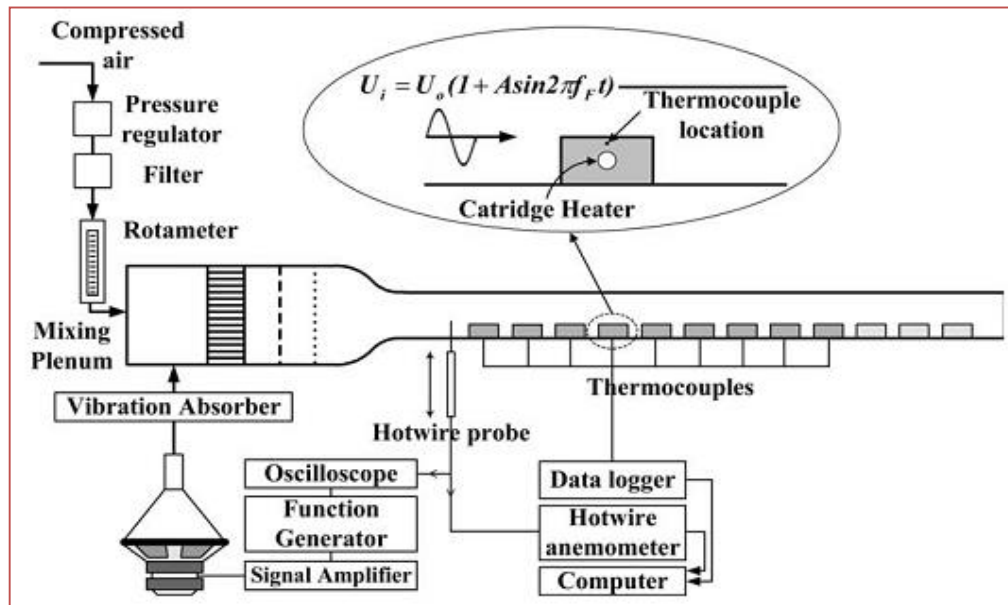 Compressed
air
Pressure
regulator
Filter
Rotameter
Mixing
Plenum
Vibration Absorber
U_i = U_o (1 + Asin2πf_F t)
Thermocouple
location
Catridge Heater
Thermocouples
Hotwire probe
Oscilloscope
Function
Generator
Signal Amplifier
Data logger
Hotwire
anemometer
Computer